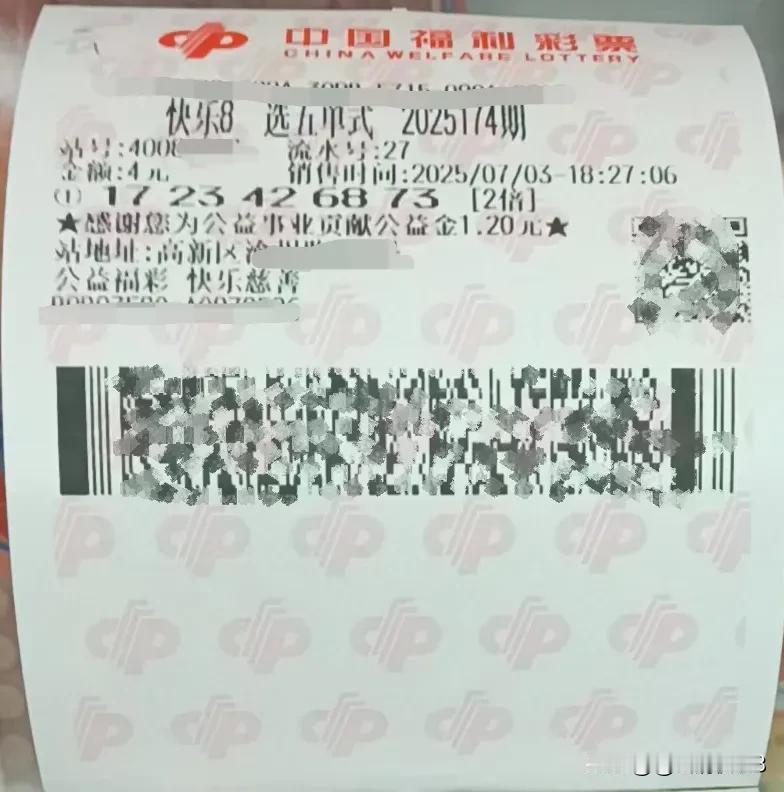 中国福利彩票
CHINA WELFARE LOTTERY
快乐8 选五单式 2025174期
站号:400 流水号:27
金额:4元 销售时间:2025/07/03-18:27:06
① 17 23 42 68 73 [2倍]
★感谢您为公益事业贡献公益金1.20元★
站地址:高新区
公益福彩 快乐慈善